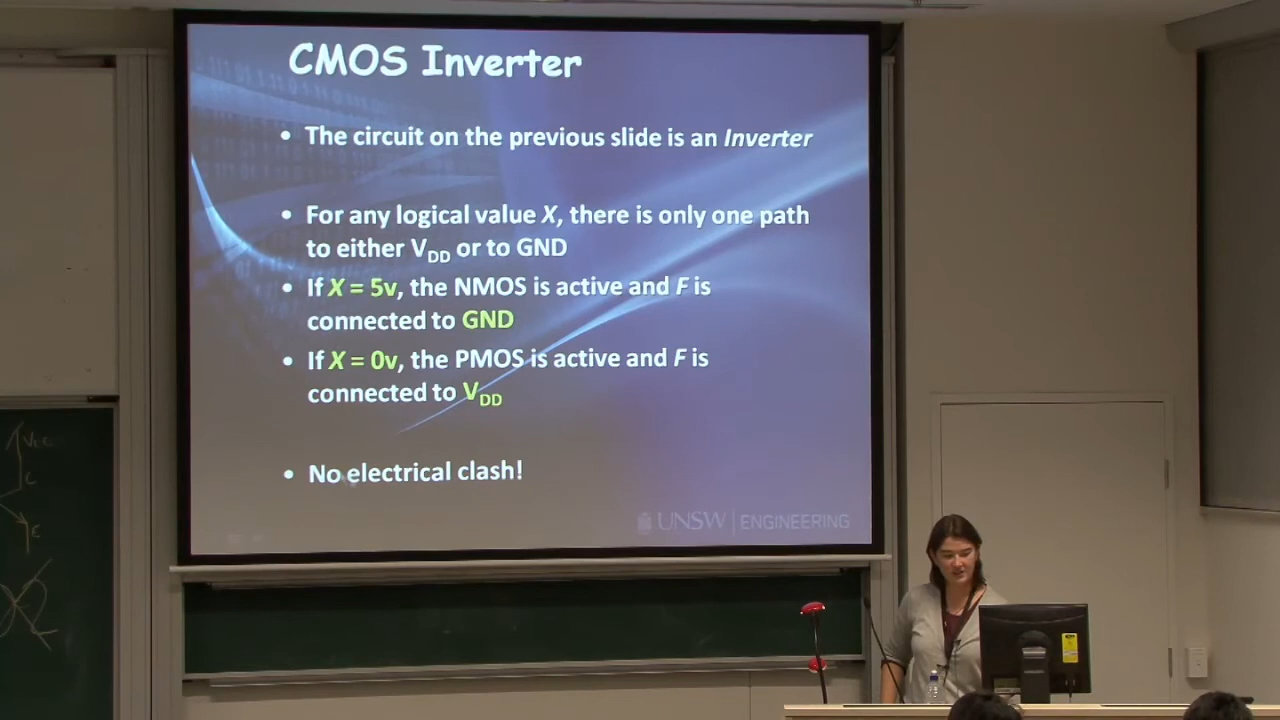 CMOS Inverter
• The circuit on the previous slide is an Inverter
• For any logical value X, there is only one path
to either VDD or to GND
• If X = 5v, the NMOS is active and F is
connected to GND
• If X = 0v, the PMOS is active and F is
connected to VDD
• No electrical clash!
UNSW | ENGINEERING
Vcc
C
E